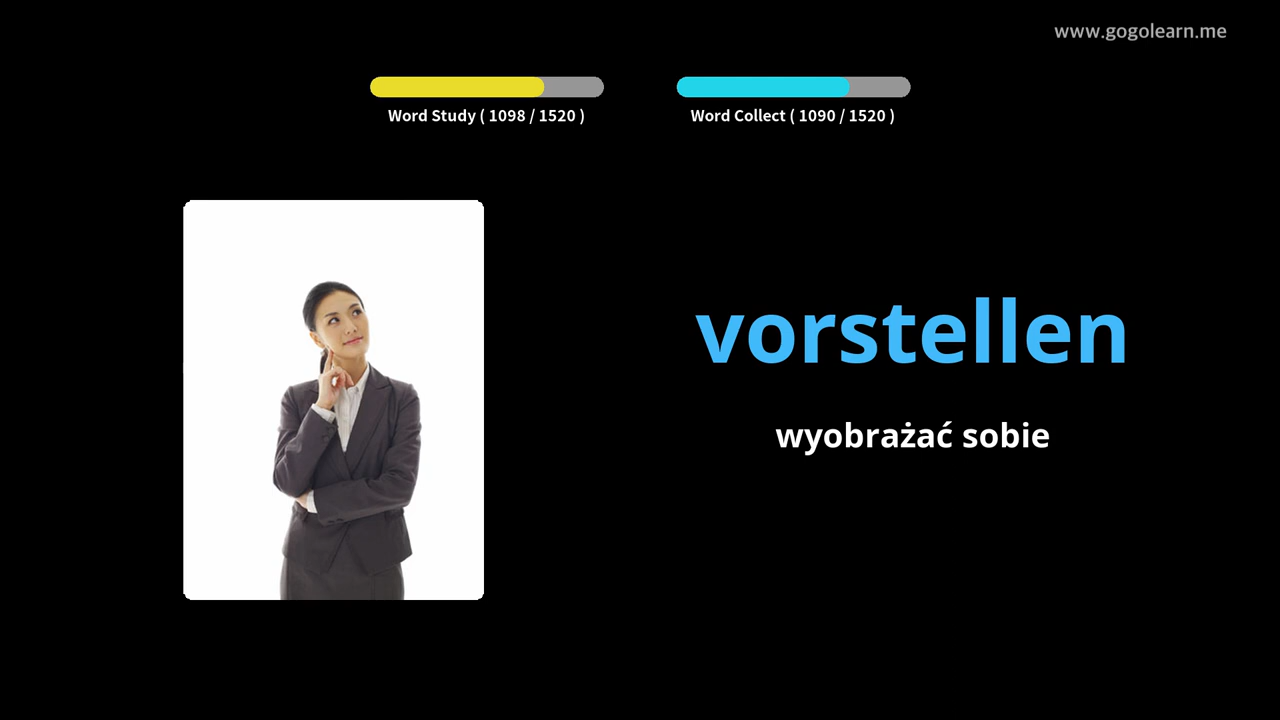 www.gogolearn.me
Word Study ( 1098 / 1520 )
Word Collect ( 1090 / 1520 )
vorstellen
wyobrażać sobie